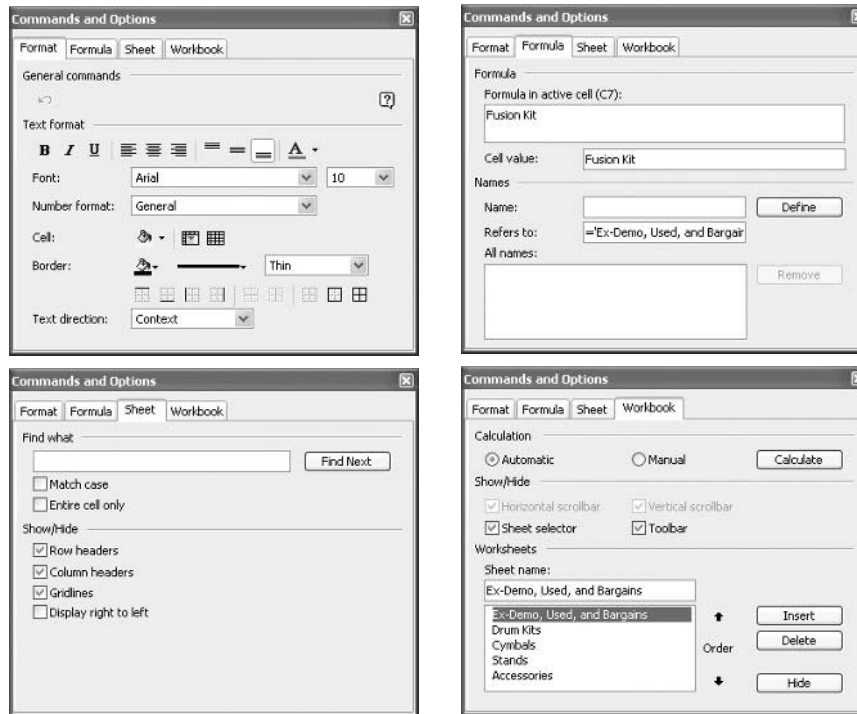 Commands and Options
Format Formula Sheet Workbook
General commands
Text format
B I U A
Font: Arial 10
Number format: General
Cell:
Border: Thin
Text direction: Context
Commands and Options
Format Formula Sheet Workbook
Formula
Formula in active cell (C7):
Fusion Kit
Cell value: Fusion Kit
Names
Name: Define
Refers to: ='Ex-Demo, Used, and Bargain
All names:
Remove
Commands and Options
Format Formula Sheet Workbook
Find what
Find Next
Match case
Entire cell only
Show/Hide
Row headers
Column headers
Gridlines
Display right to left
Commands and Options
Format Formula Sheet Workbook
Calculation
Automatic Manual Calculate
Show/Hide
Horizontal scrollbar Vertical scrollbar
Sheet selector Toolbar
Worksheets
Sheet name:
Ex-Demo, Used, and Bargains
Ex-Demo, Used, and Bargains
Insert
Drum Kits
Cymbals
Order
Delete
Stands
Accessories
Hide